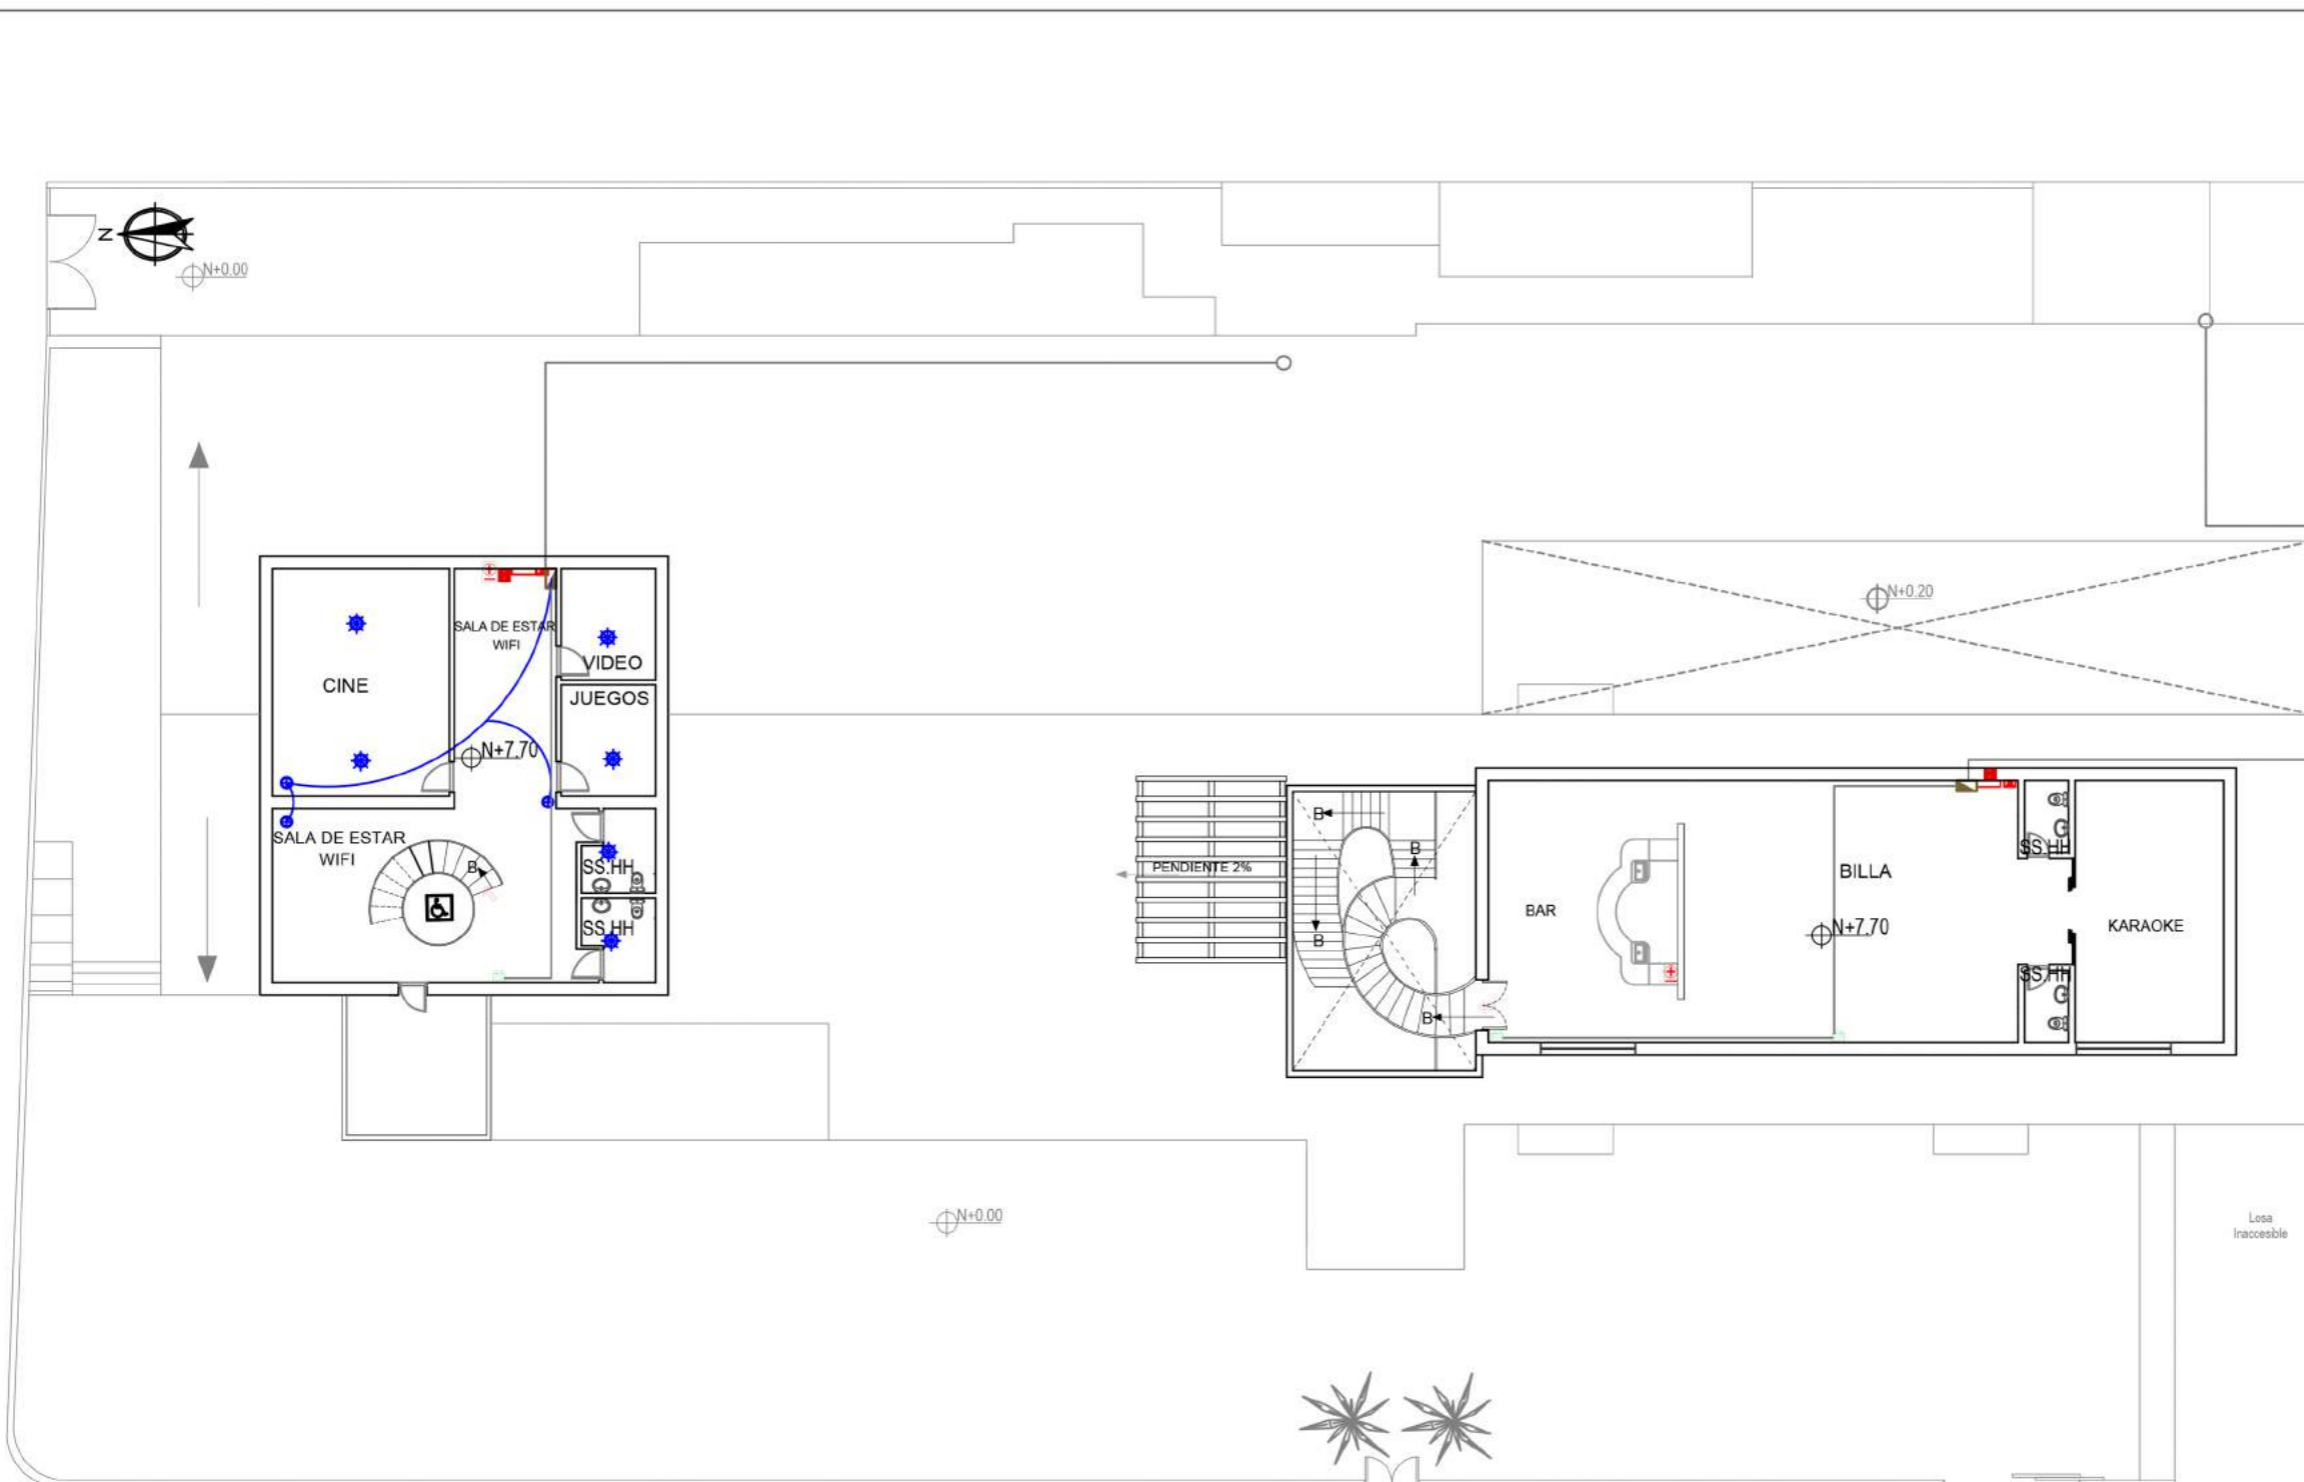 N
N+0.00
N+0.20
SALA DE ESTAR
WIFI
VIDEO
CINE
JUEGOS
N+7.70
SALA DE ESTAR
WIFI
B
SS.HH
SS.HH
PENDIENTE 2%
B
B
B
B
BAR
BILLA
N+7.70
SS.HH
SS.HH
KARAOKE
N+0.00
Losa
Inaccesible